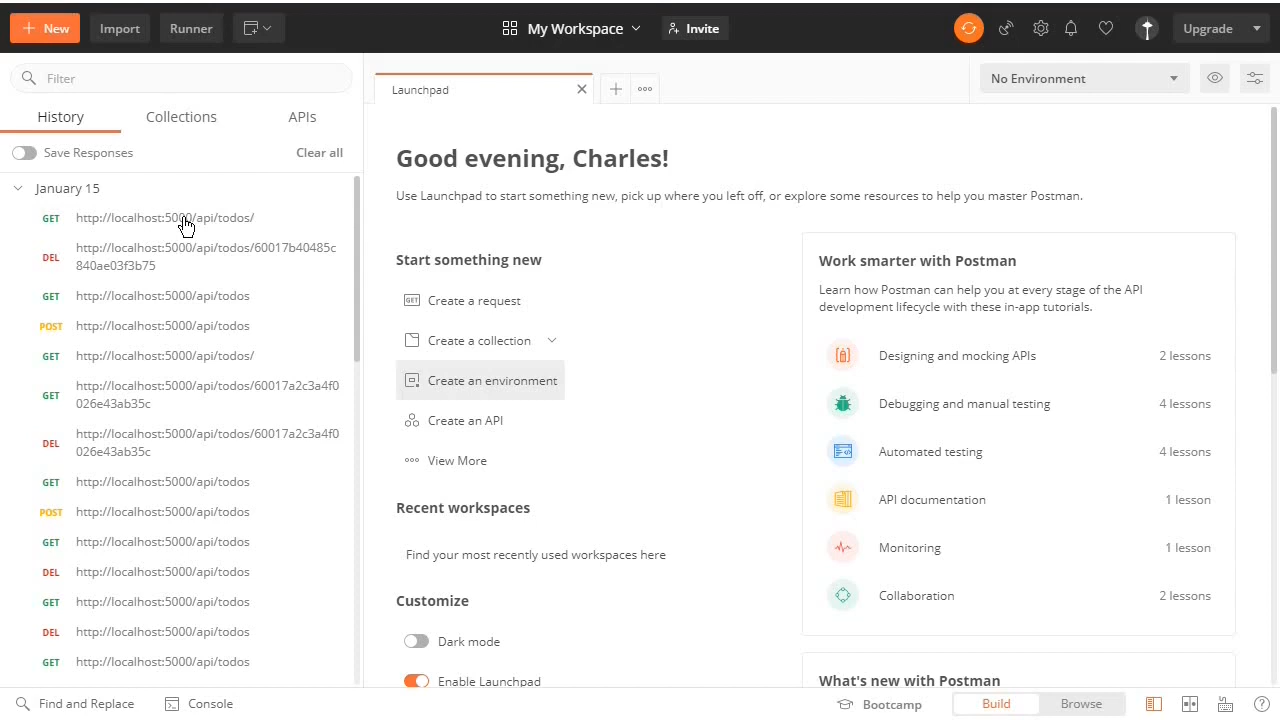 New
Import
Runner
My Workspace
Invite
Upgrade
Filter
History
Collections
APIs
Save Responses
Clear all
January 15
GET http://localhost:5000/api/todos/
DEL http://localhost:5000/api/todos/60017b40485c
840ae03f3b75
GET http://localhost:5000/api/todos
POST http://localhost:5000/api/todos
GET http://localhost:5000/api/todos/
GET http://localhost:5000/api/todos/60017a2c3a4f0
026e43ab35c
DEL http://localhost:5000/api/todos/60017a2c3a4f0
026e43ab35c
GET http://localhost:5000/api/todos
POST http://localhost:5000/api/todos
GET http://localhost:5000/api/todos
DEL http://localhost:5000/api/todos
GET http://localhost:5000/api/todos
DEL http://localhost:5000/api/todos
GET http://localhost:5000/api/todos
Launchpad
No Environment
Good evening, Charles!
Use Launchpad to start something new, pick up where you left off, or explore some resources to help you master Postman.
Start something new
GET Create a request
Create a collection
Create an environment
Create an API
View More
Recent workspaces
Find your most recently used workspaces here
Customize
Dark mode
Enable Launchpad
Work smarter with Postman
Learn how Postman can help you at every stage of the API
development lifecycle with these in-app tutorials.
Designing and mocking APIs 2 lessons
Debugging and manual testing 4 lessons
Automated testing 4 lessons
API documentation 1 lesson
Monitoring 1 lesson
Collaboration 2 lessons
What's new with Postman
Find and Replace
Console
Bootcamp
Build
Browse